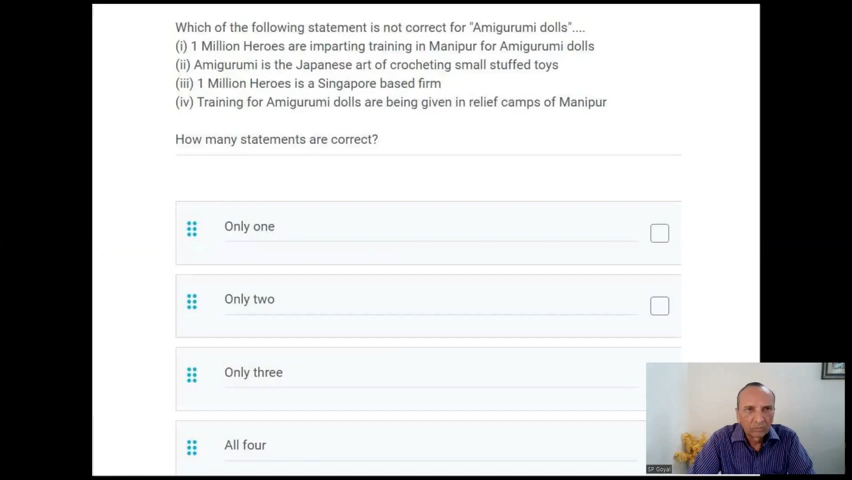 Which of the following statement is not correct for "Amigurumi dolls"....
(i) 1 Million Heroes are imparting training in Manipur for Amigurumi dolls
(ii) Amigurumi is the Japanese art of crocheting small stuffed toys
(iii) 1 Million Heroes is a Singapore based firm
(iv) Training for Amigurumi dolls are being given in relief camps of Manipur
How many statements are correct?
Only one
Only two
Only three
All four
SP Goyal